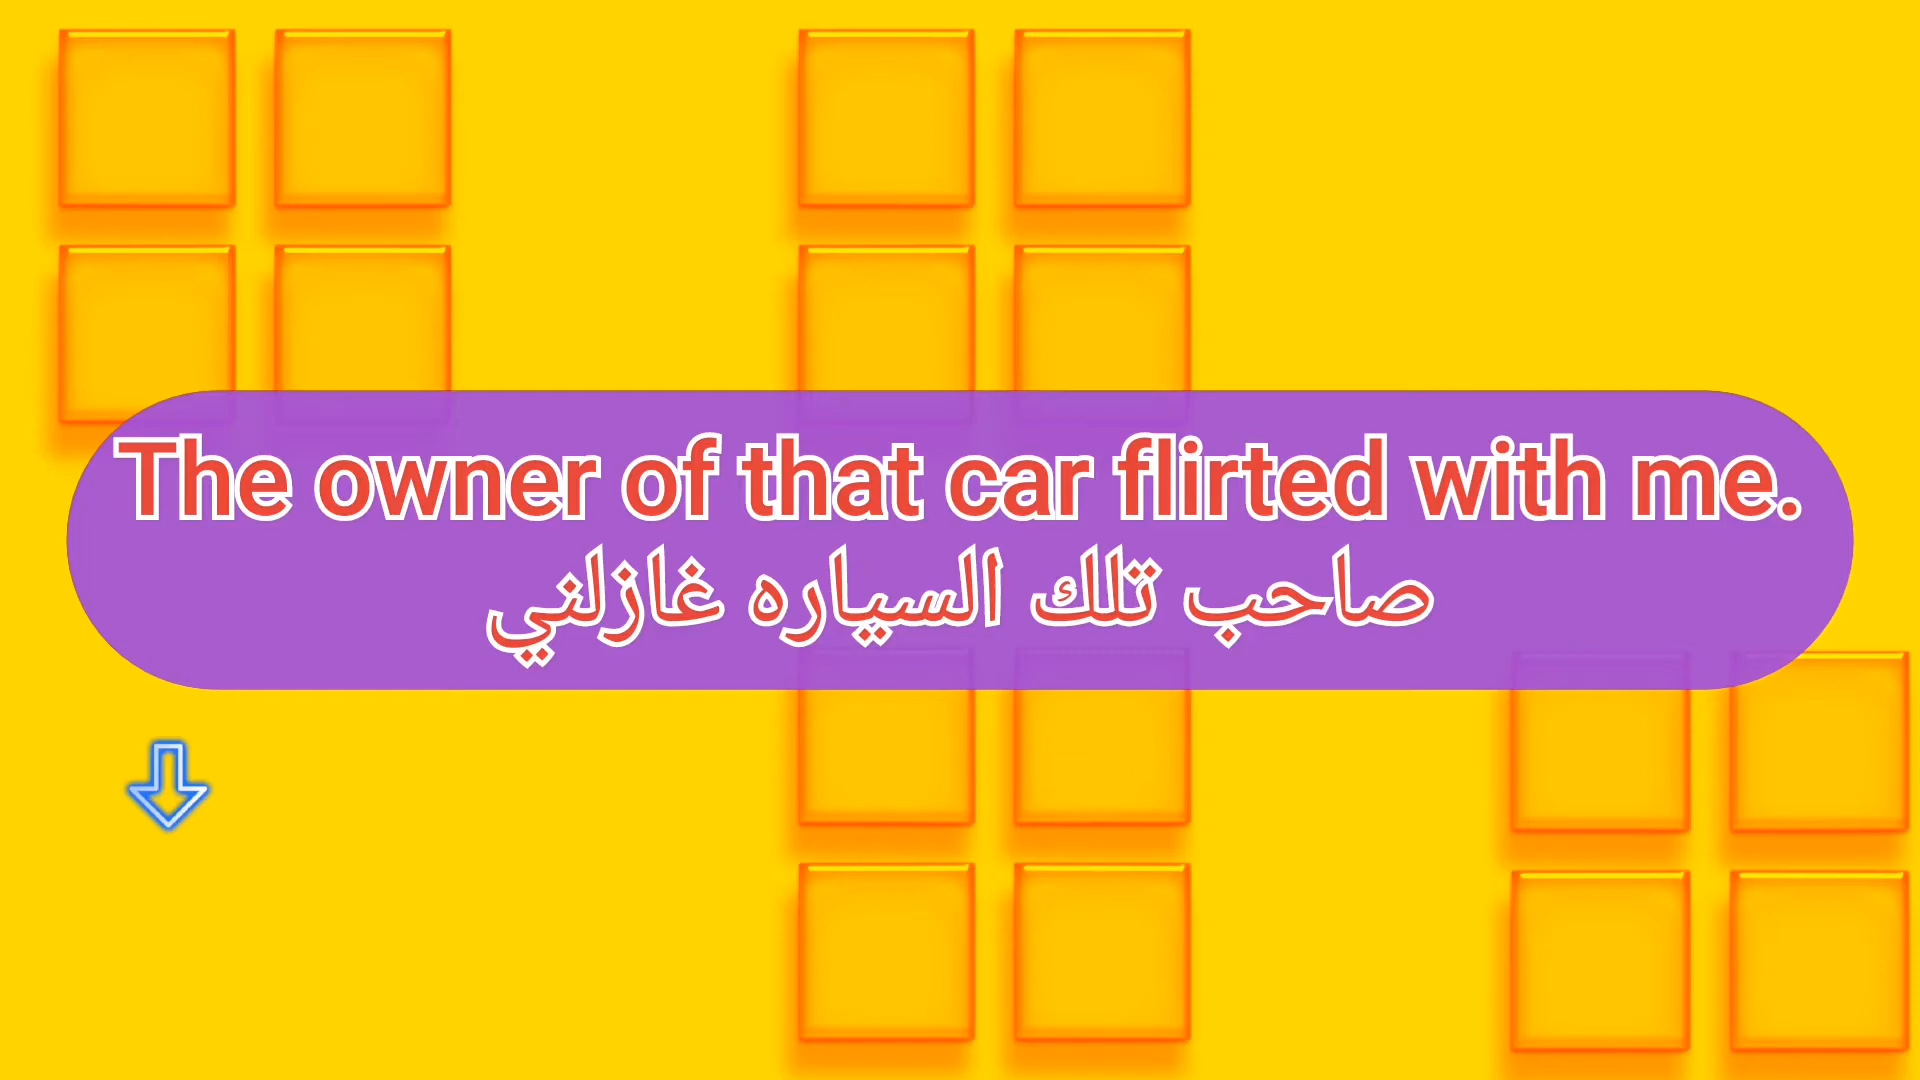 The owner of that car flirted with me.
صاحب تلك السياره غازلني